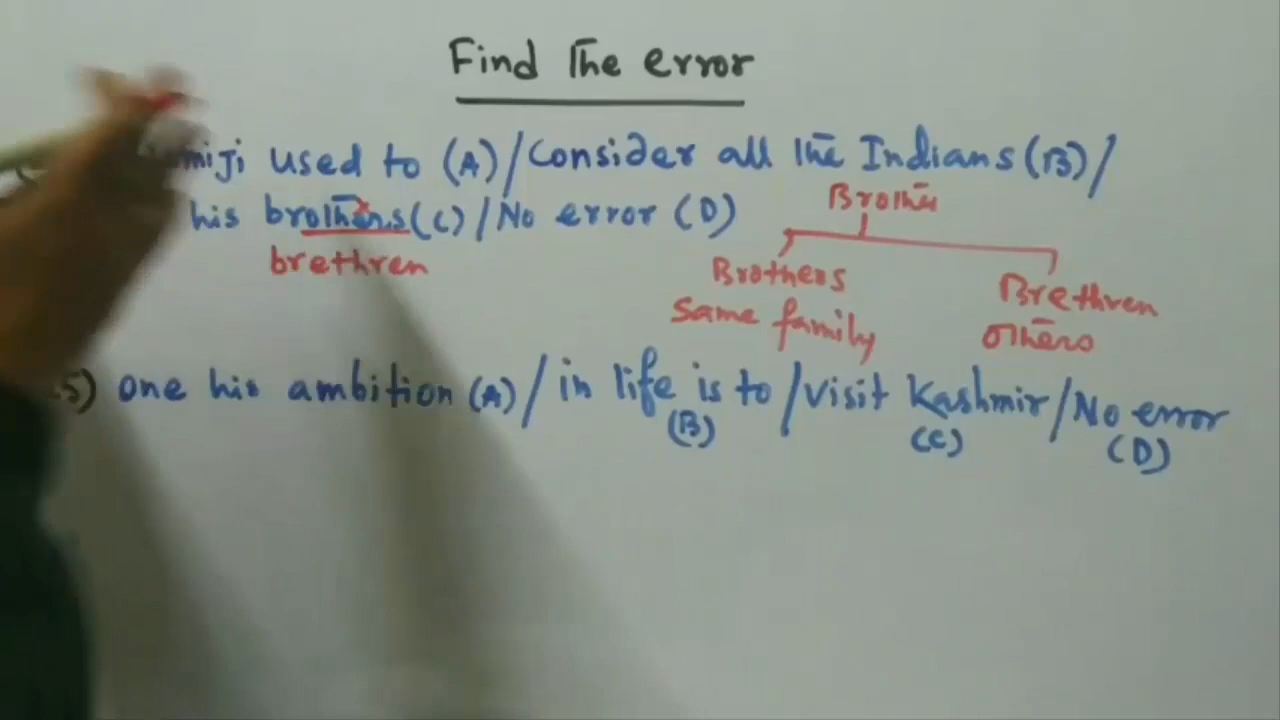 Find The error
miji used to (A)/Consider all the Indians (B)/
his brothers (C)/No error (D)
brethren
Brother
Brothers
same family
Brethren
others
5) one his ambition (A)/ in life is to /visit Kashmir/No error
(B) (C) (D)